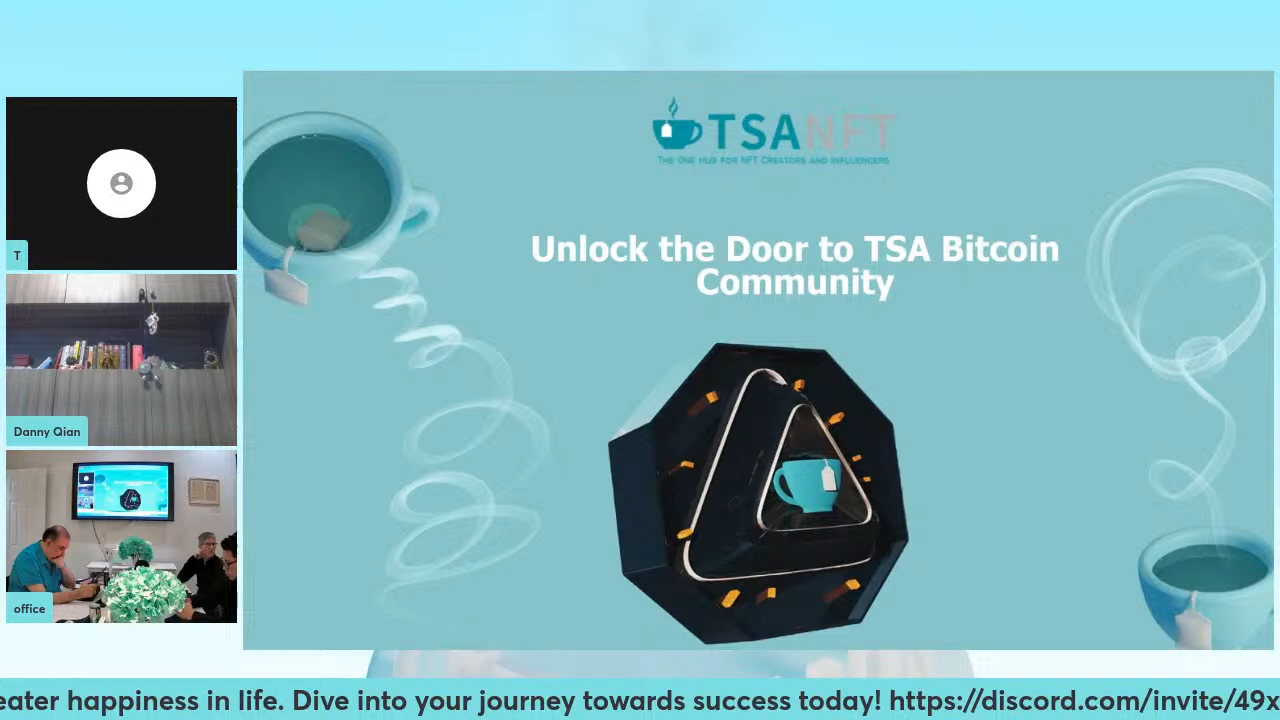 TSANFT
THE ONE HUB FOR NFT CREATORS AND INFLUENCERS
Unlock the Door to TSA Bitcoin
Community
T
Danny Qian
office
eater happiness in life. Dive into your journey towards success today! https://discord.com/invite/49x